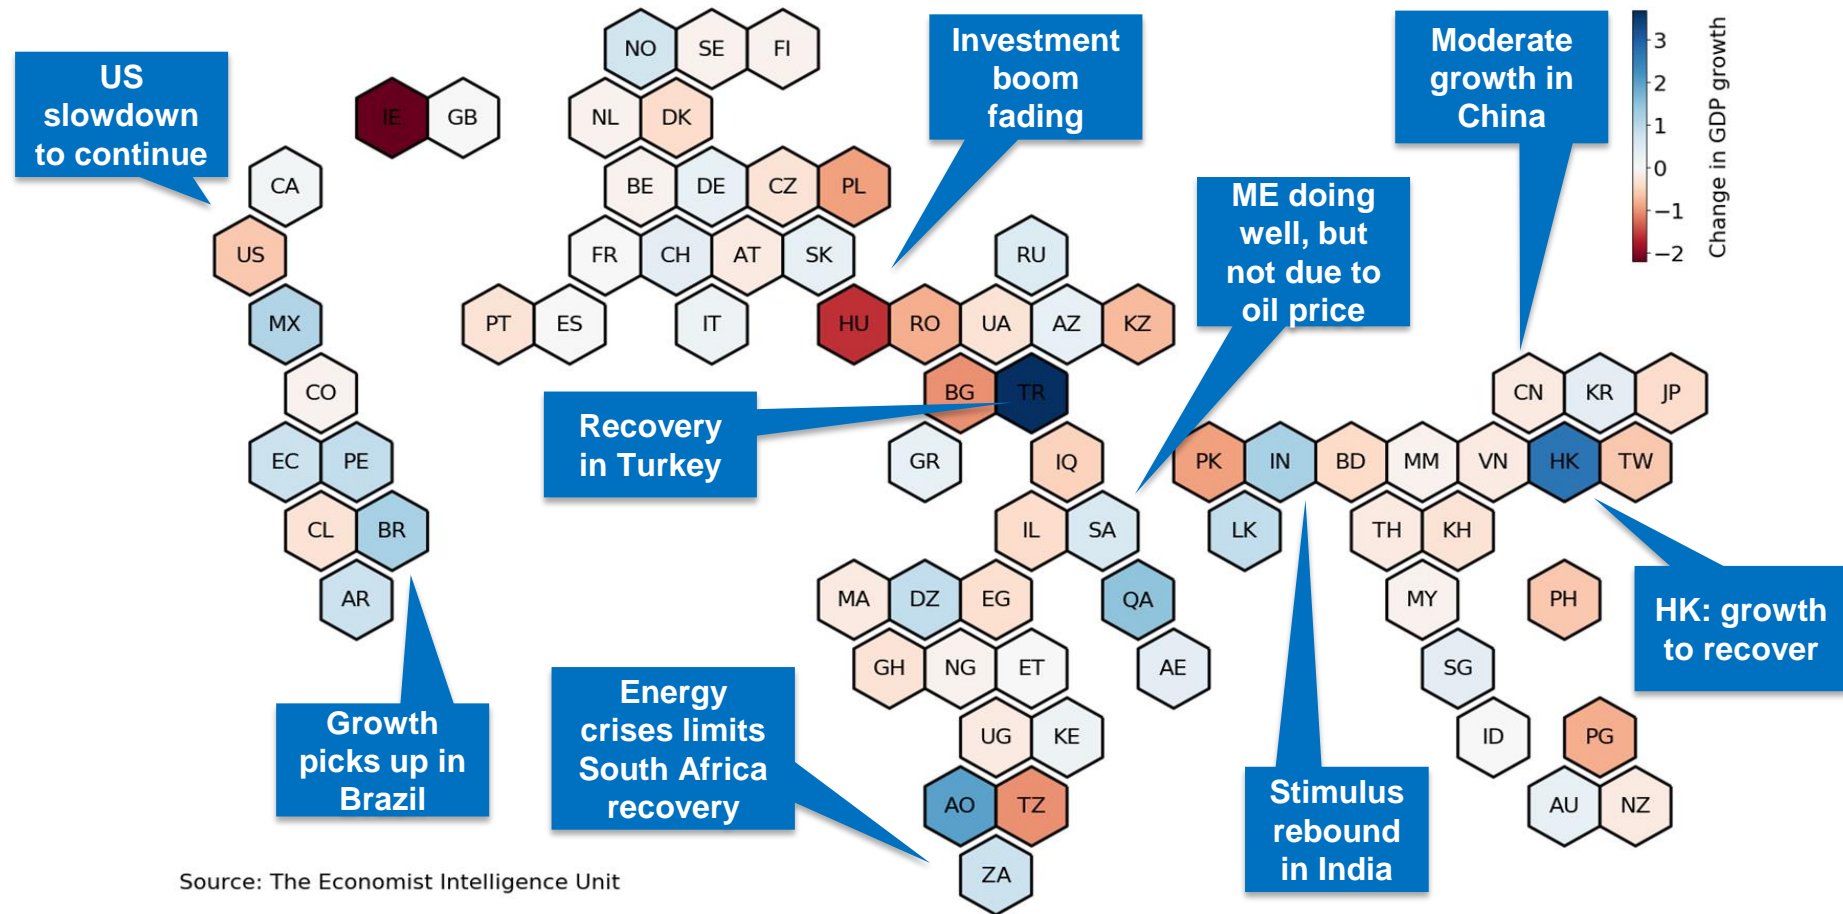 US
slowdown
to continue
Investment
boom
fading
Moderate
growth in
China
ME doing
well, but
not due to
oil price
Recovery
in Turkey
HK: growth
to recover
Growth
picks up in
Brazil
Energy
crises limits
South Africa
recovery
Stimulus
rebound
in India
NO SE FI
IE GB NL DK
CA BE DE CZ PL
US FR CH AT SK RU
MX PT ES IT HU RO UA AZ KZ
CO BG TR CN KR JP
EC PE GR IQ PK IN BD MM VN HK TW
CL BR IL SA LK TH KH
AR MA DZ EG QA MY PH
GH NG ET AE SG
UG KE ID PG
AO TZ AU NZ
ZA
3
2
1
0
−1
−2
Change in GDP growth
Source: The Economist Intelligence Unit